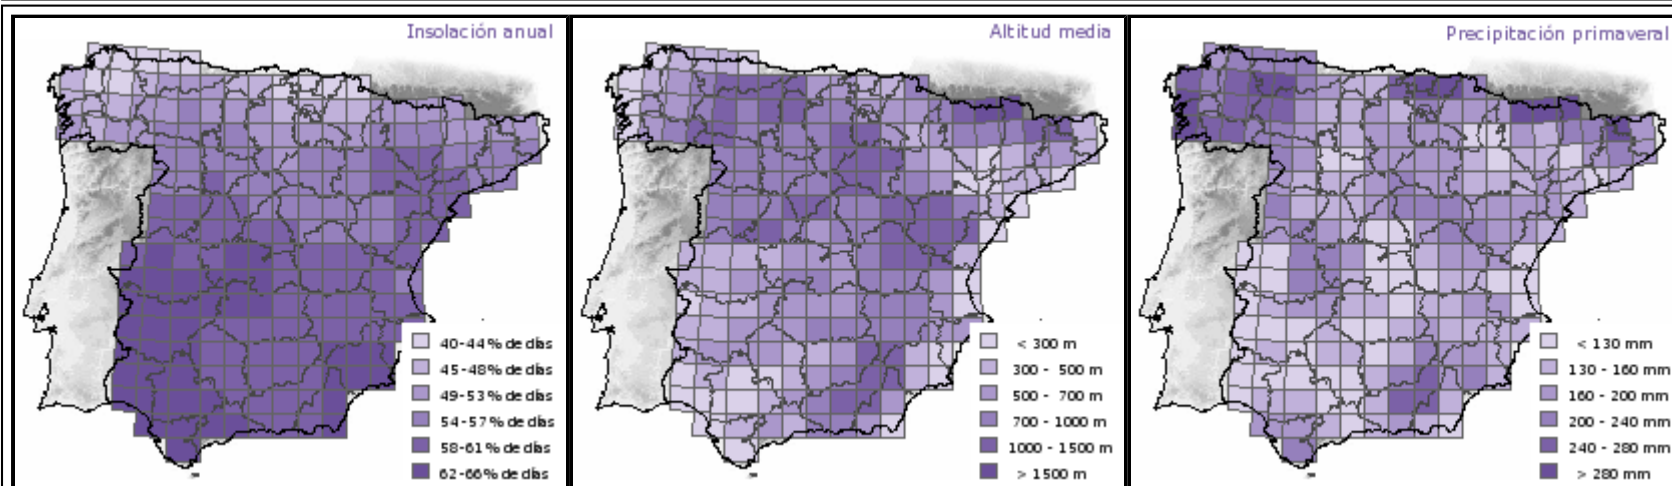 Insolación anual
40-44% de días
45-48% de días
49-53% de días
54-57% de días
58-61% de días
62-66% de días
Altitud media
< 300 m
300 - 500 m
500 - 700 m
700 - 1000 m
1000 - 1500 m
> 1500 m
Precipitación primaveral
< 130 mm
130 - 160 mm
160 - 200 mm
200 - 240 mm
240 - 280 mm
> 280 mm